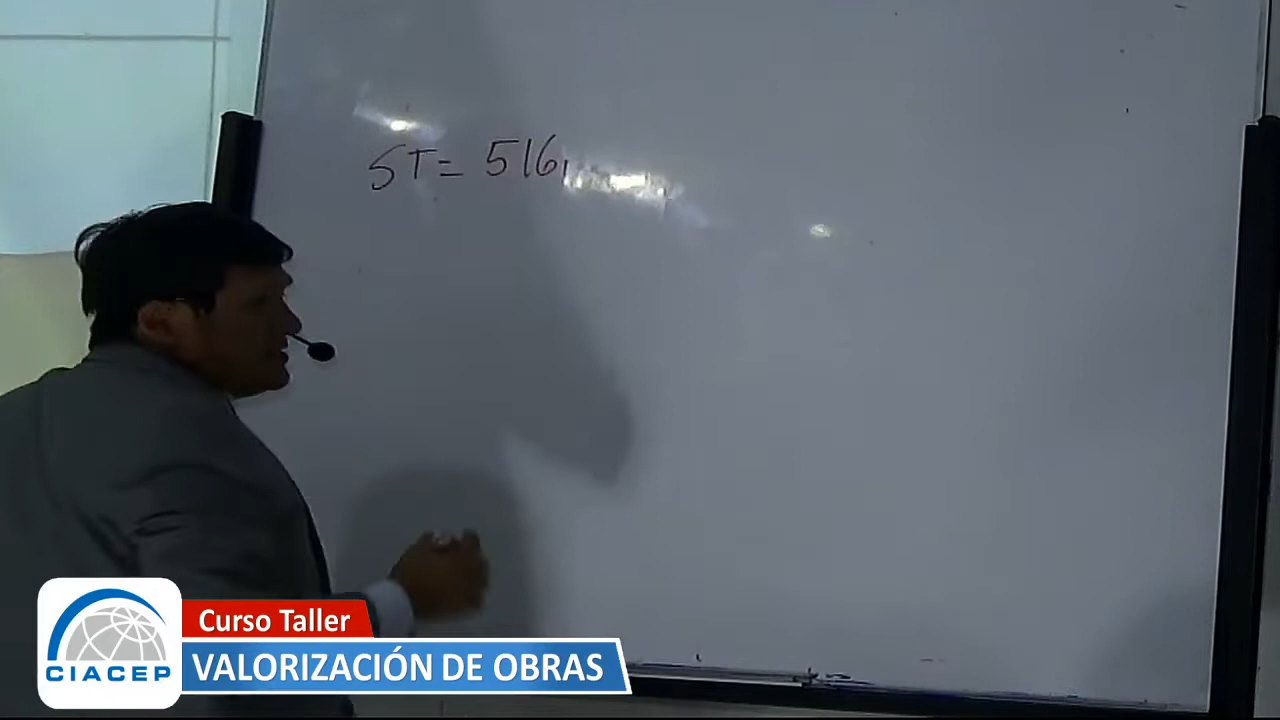 ST = 516,
Curso Taller
VALORIZACIÓN DE OBRAS
CIACEP